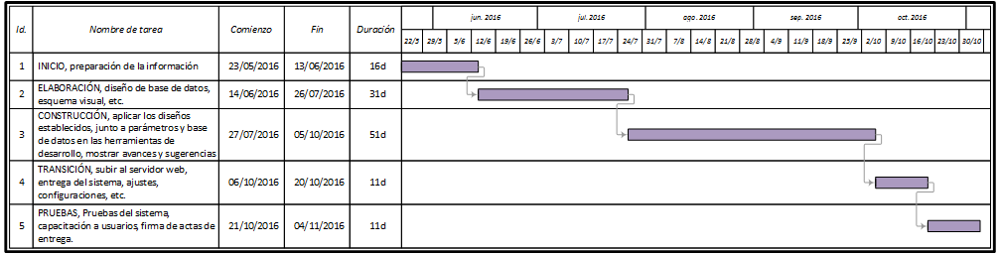 Id.
Nombre de tarea
Comienzo
Fin
Duración
jun. 2016
jul. 2016
ago. 2016
sep. 2016
oct. 2016
22/5 29/5 5/6 12/6 19/6 26/6 3/7 10/7 17/7 24/7 31/7 7/8 14/8 21/8 28/8 4/9 11/9 18/9 25/9 2/10 9/10 16/10 23/10 30/10
1
INICIO, preparación de la información
23/05/2016
13/06/2016
16d
2
ELABORACIÓN, diseño de base de datos,
esquema visual, etc.
14/06/2016
26/07/2016
31d
3
CONSTRUCCIÓN, aplicar los diseños
establecidos, junto a parámetros y base
de datos en las herramientas de
desarrollo, mostrar avances y sugerencias
27/07/2016
05/10/2016
51d
4
TRANSICIÓN, subir al servidor web,
entrega del sistema, ajustes,
configuraciones, etc.
06/10/2016
20/10/2016
11d
5
PRUEBAS, Pruebas del sistema,
capacitación a usuarios, firma de actas de
entrega.
21/10/2016
04/11/2016
11d